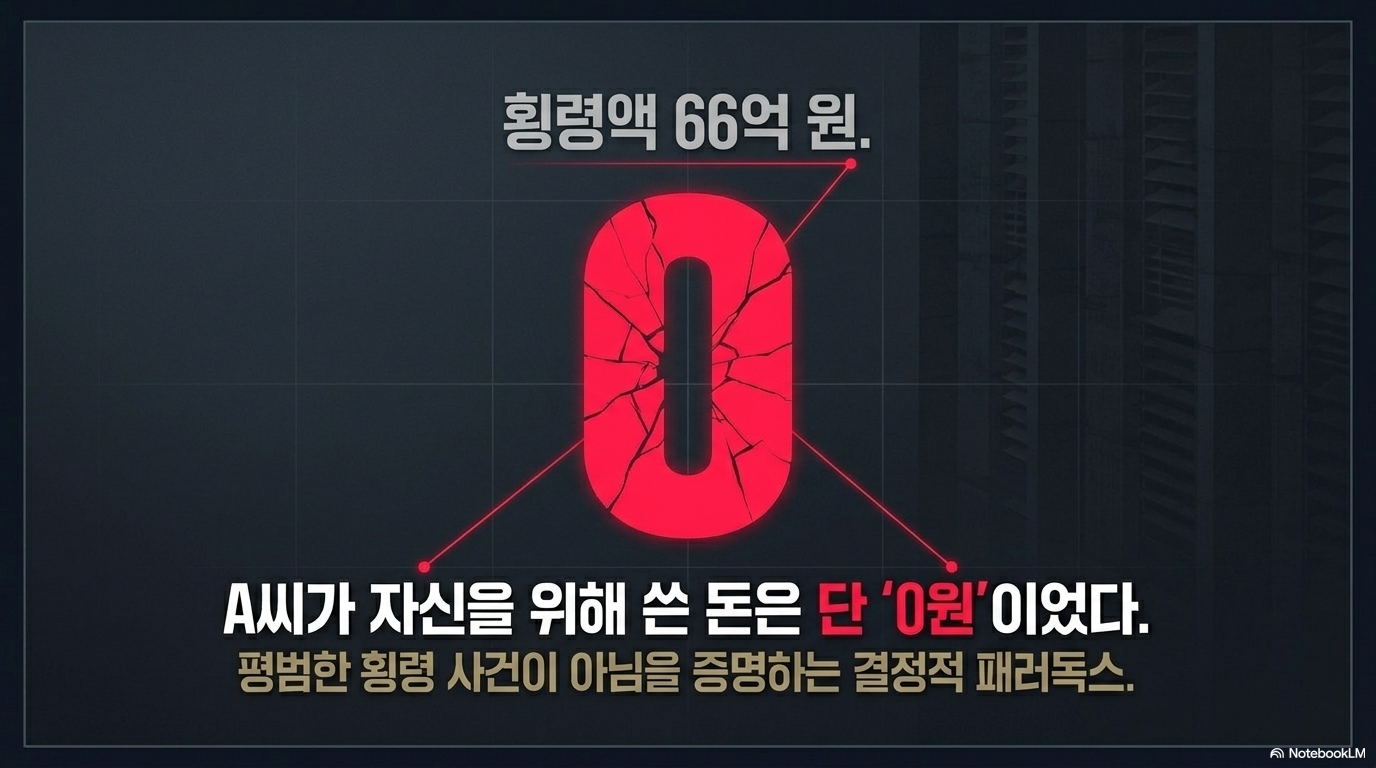 횡령액 66억 원.
0
A씨가 자신을 위해 쓴 돈은 단 ‘0원’이었다.
평범한 횡령 사건이 아님을 증명하는 결정적 패러독스.
NotebookLM